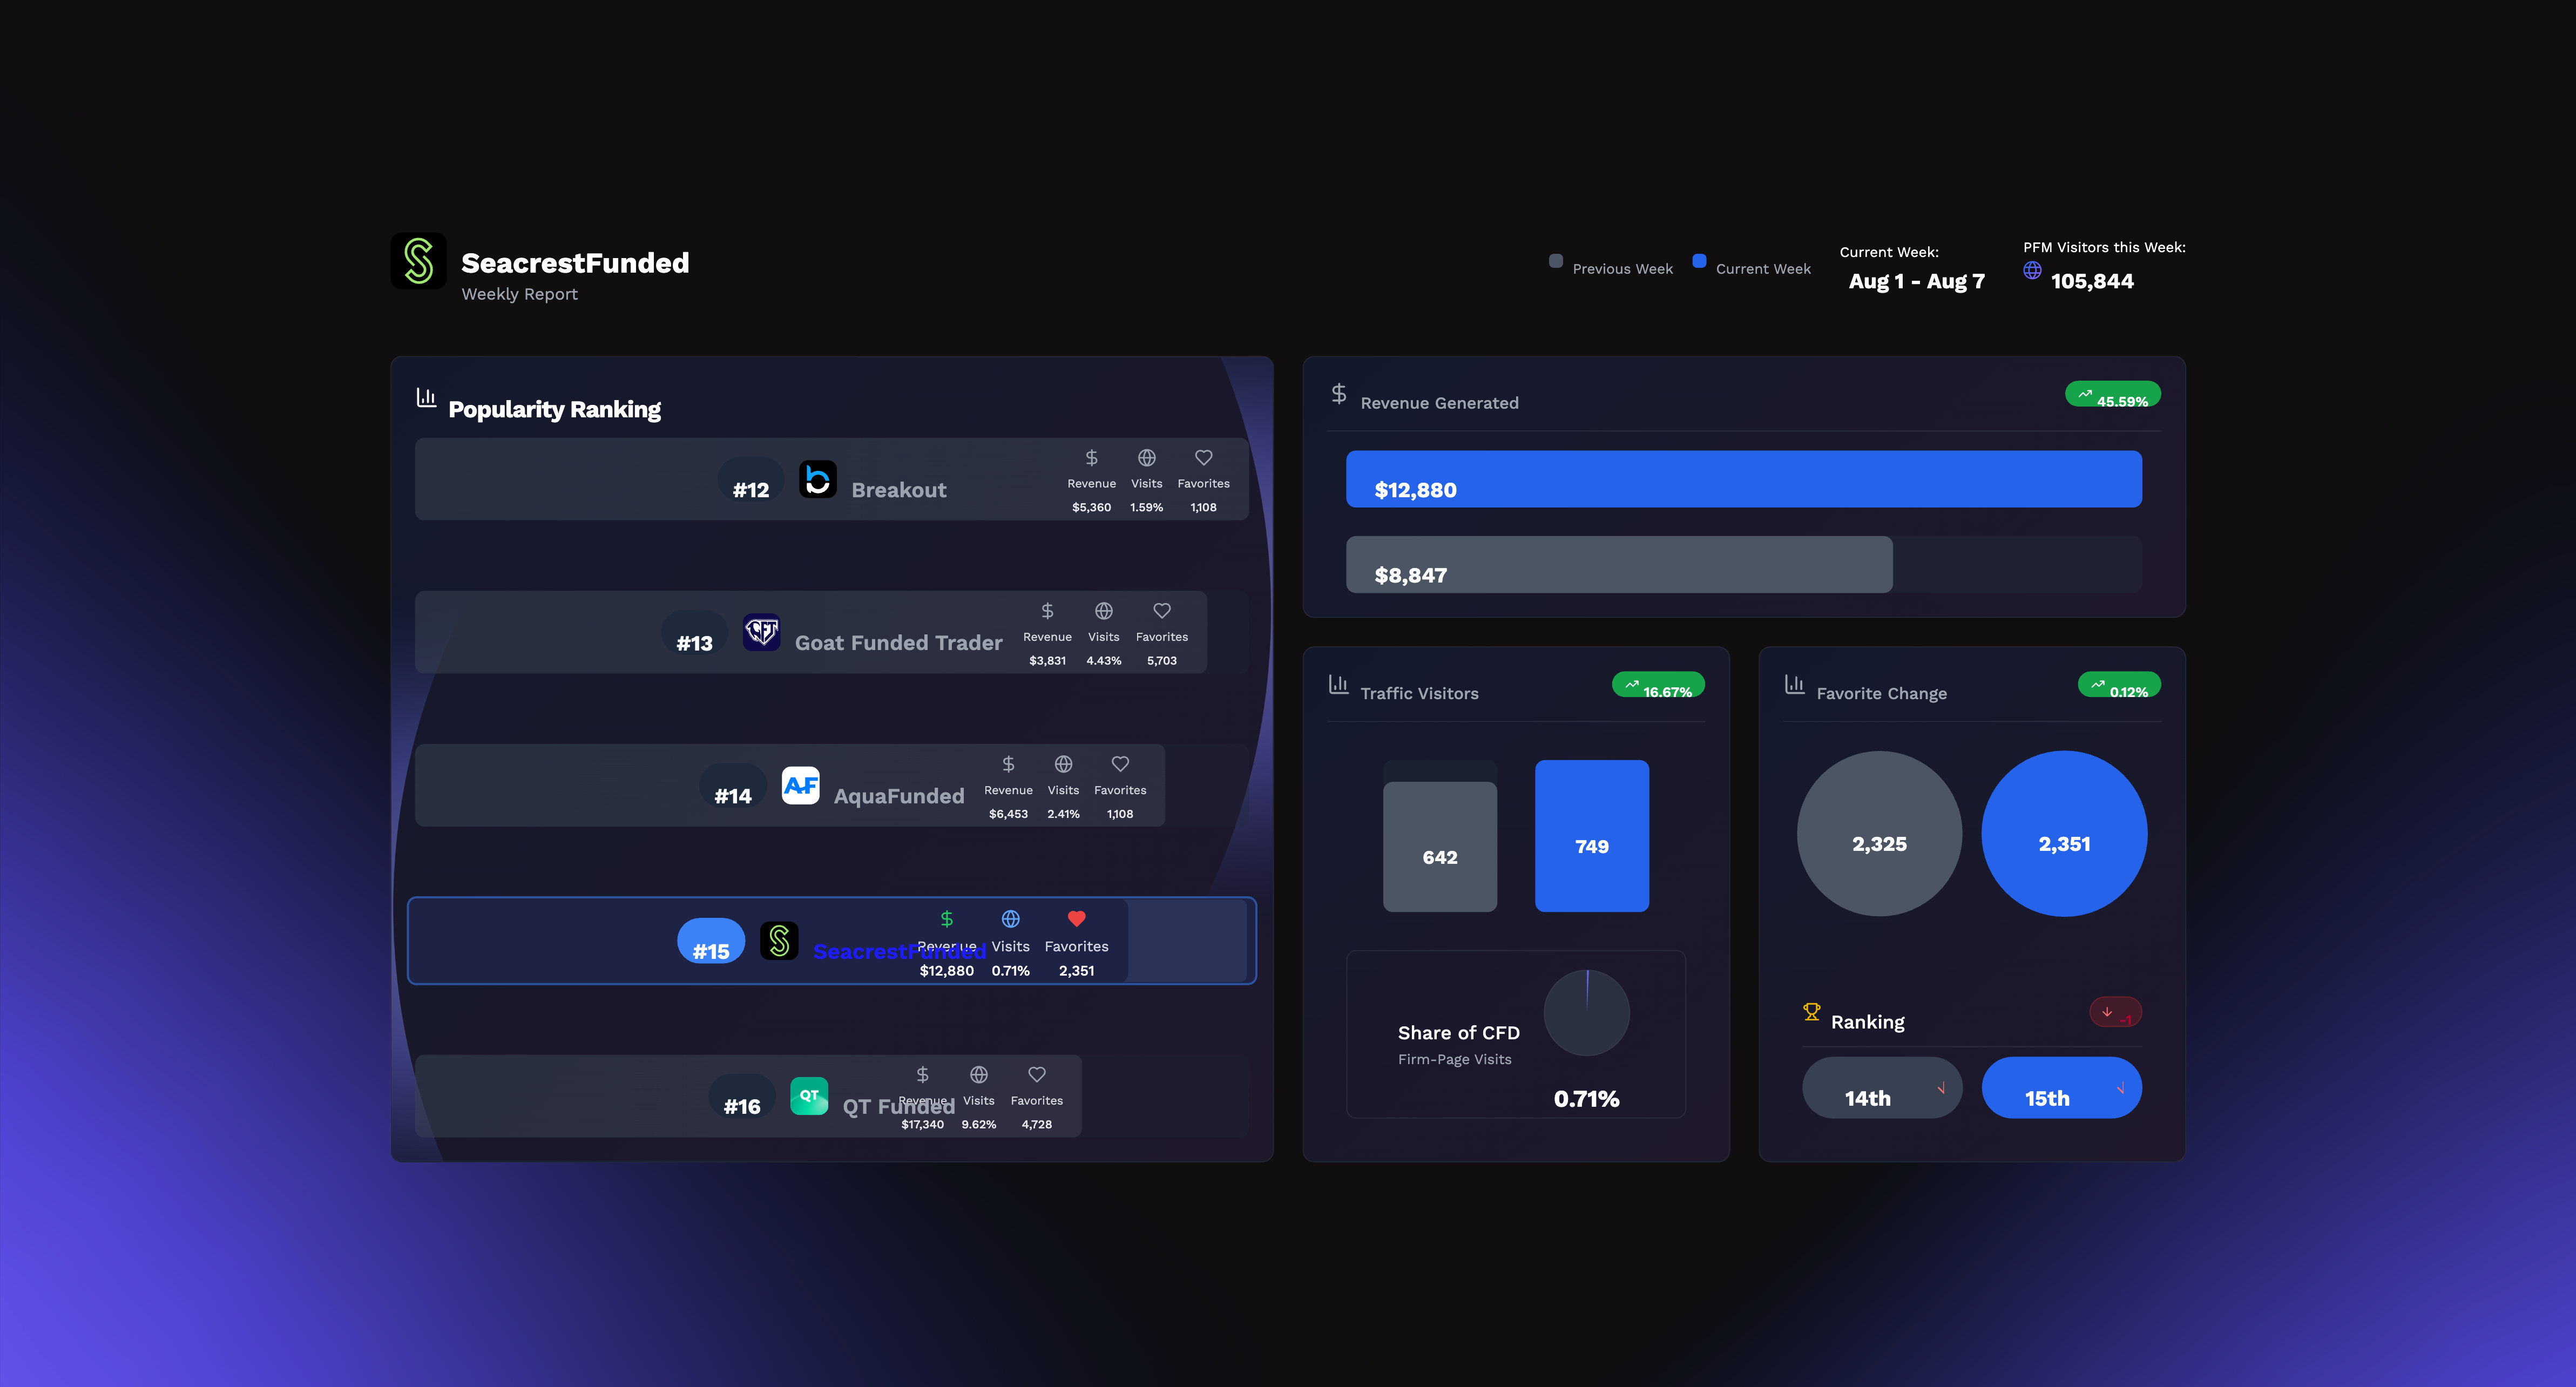 SeacrestFunded
Weekly Report
Previous Week
Current Week
Current Week:
Aug 1 - Aug 7
PFM Visitors this Week:
105,844
Popularity Ranking
#12
Breakout
Revenue Visits Favorites
$5,360 1.59% 1,108
#13
GFT
Goat Funded Trader
Revenue Visits Favorites
$3,831 4.43% 5,703
#14
AF
AquaFunded
Revenue Visits Favorites
$6,453 2.41% 1,108
#15
SeacrestFunded
Revenue Visits Favorites
$12,880 0.71% 2,351
#16
QT
QT Funded
Revenue Visits Favorites
$17,340 9.62% 4,728
Revenue Generated
45.59%
$12,880
$8,847
Traffic Visitors
16.67%
642
749
Share of CFD
Firm-Page Visits
0.71%
Favorite Change
0.12%
2,325
2,351
Ranking
-1
14th
15th